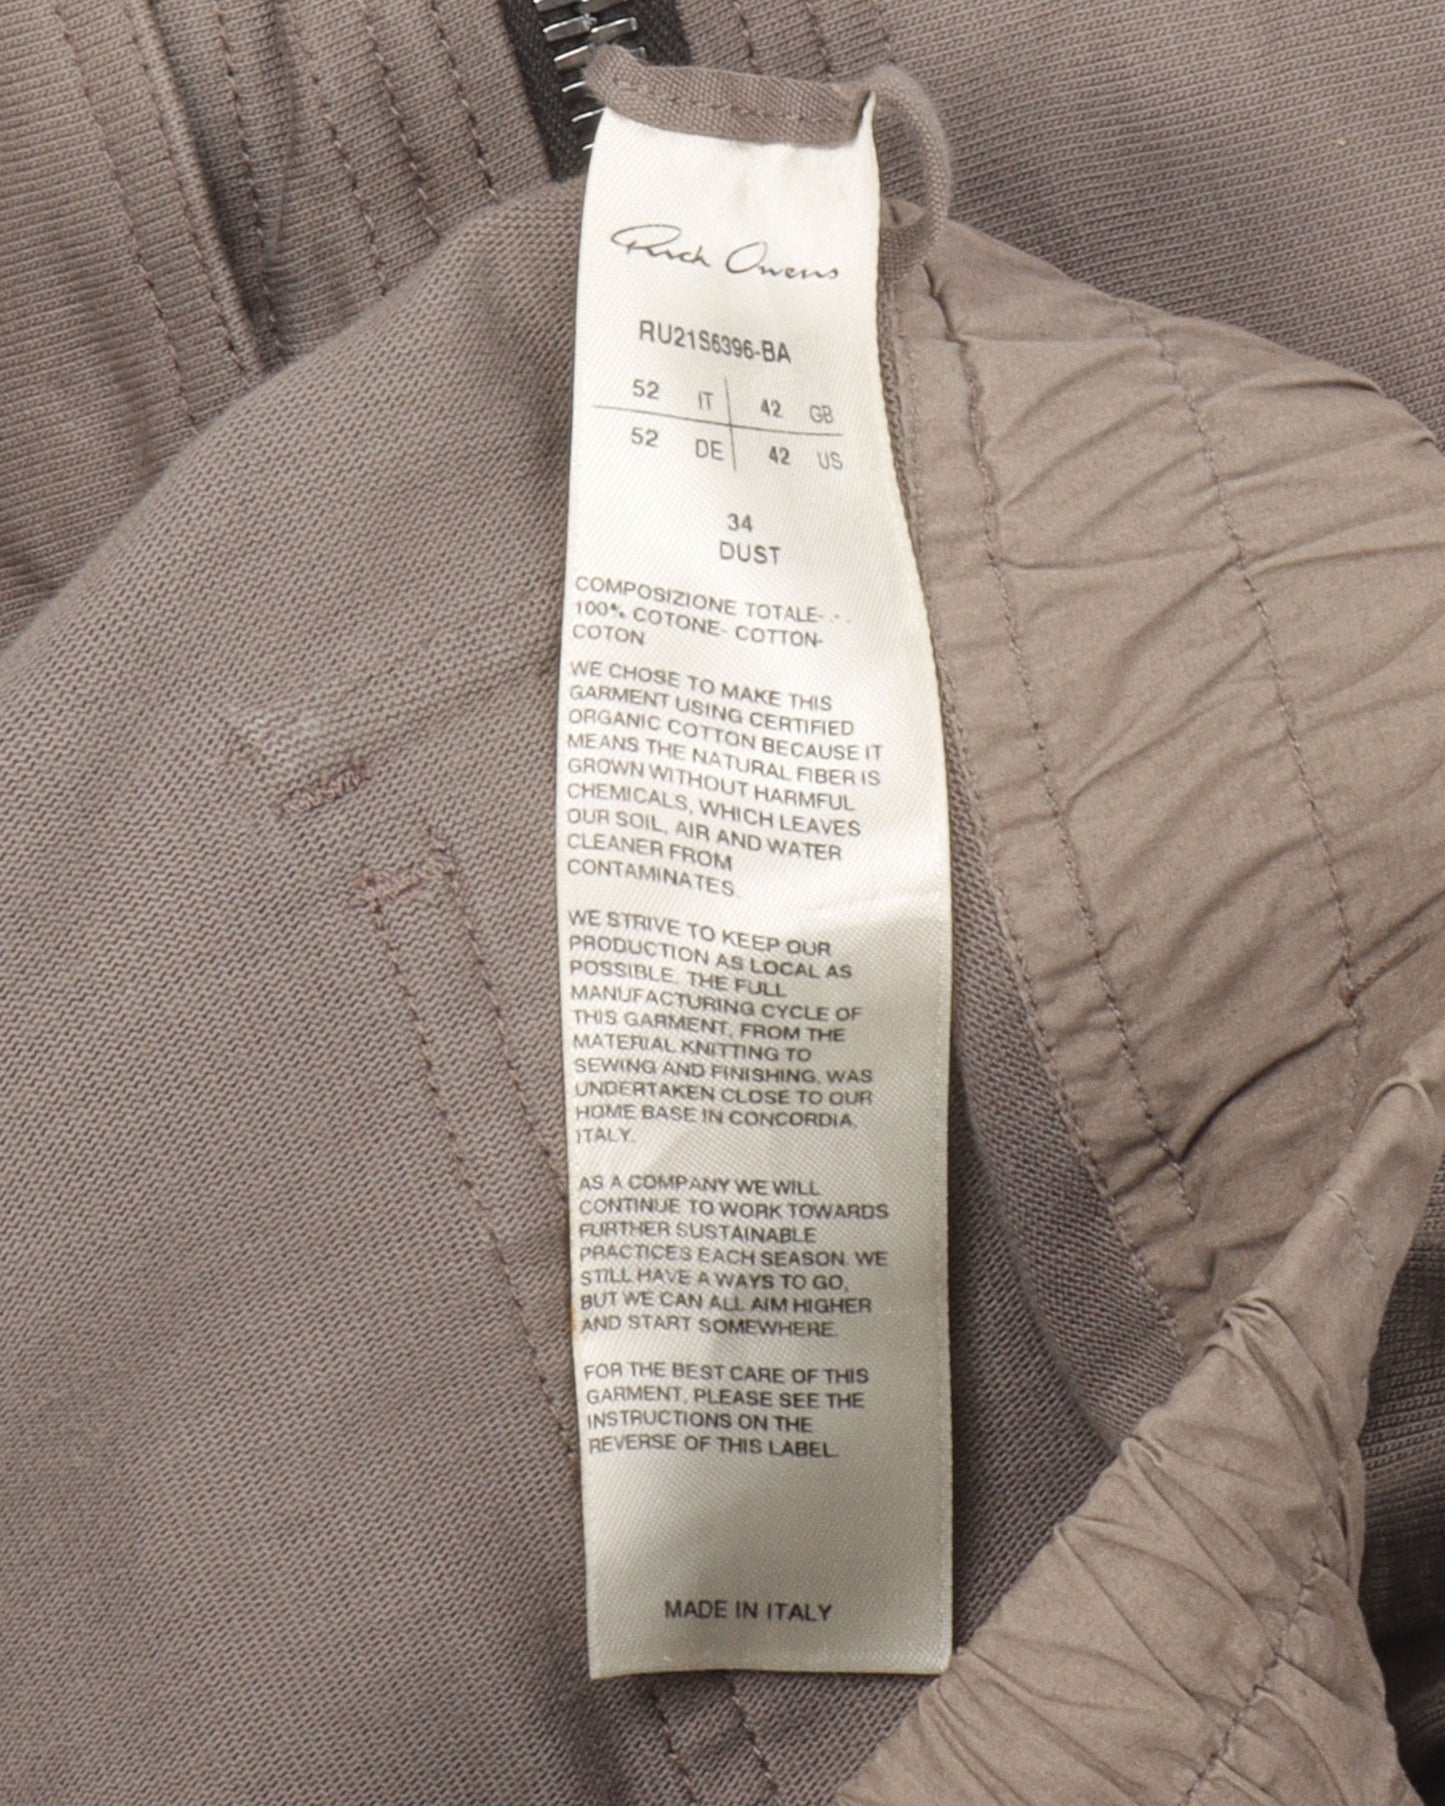 Rick Owens
RU21S6396-BA
52 IT 42 GB
52 DE 42 US
34
DUST
COMPOSIZIONE TOTALE- - -
100% COTONE- COTTON-
COTON
WE CHOSE TO MAKE THIS
GARMENT USING CERTIFIED
ORGANIC COTTON BECAUSE IT
MEANS THE NATURAL FIBER IS
GROWN WITHOUT HARMFUL
CHEMICALS, WHICH LEAVES
OUR SOIL, AIR AND WATER
CLEANER FROM
CONTAMINATES.
WE STRIVE TO KEEP OUR
PRODUCTION AS LOCAL AS
POSSIBLE. THE FULL
MANUFACTURING CYCLE OF
THIS GARMENT, FROM THE
MATERIAL KNITTING TO
SEWING AND FINISHING, WAS
UNDERTAKEN CLOSE TO OUR
HOME BASE IN CONCORDIA,
ITALY.
AS A COMPANY WE WILL
CONTINUE TO WORK TOWARDS
FURTHER SUSTAINABLE
PRACTICES EACH SEASON. WE
STILL HAVE A WAYS TO GO,
BUT WE CAN ALL AIM HIGHER
AND START SOMEWHERE.
FOR THE BEST CARE OF THIS
GARMENT, PLEASE SEE THE
INSTRUCTIONS ON THE
REVERSE OF THIS LABEL.
MADE IN ITALY